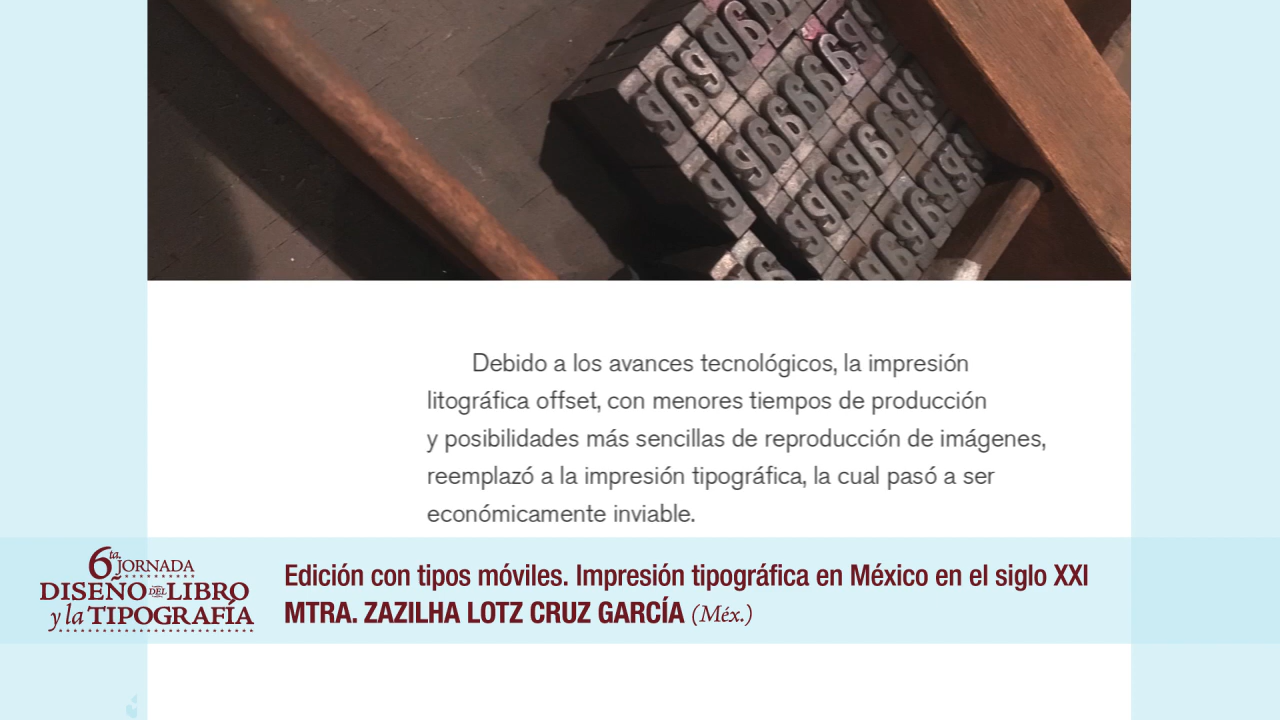 Debido a los avances tecnológicos, la impresión
litográfica offset, con menores tiempos de producción
y posibilidades más sencillas de reproducción de imágenes,
reemplazó a la impresión tipográfica, la cual pasó a ser
económicamente inviable.
6ta. JORNADA
DISEÑO DEL LIBRO
y la TIPOGRAFÍA
Edición con tipos móviles. Impresión tipográfica en México en el siglo XXI
MTRA. ZAZILHA LOTZ CRUZ GARCÍA (Méx.)